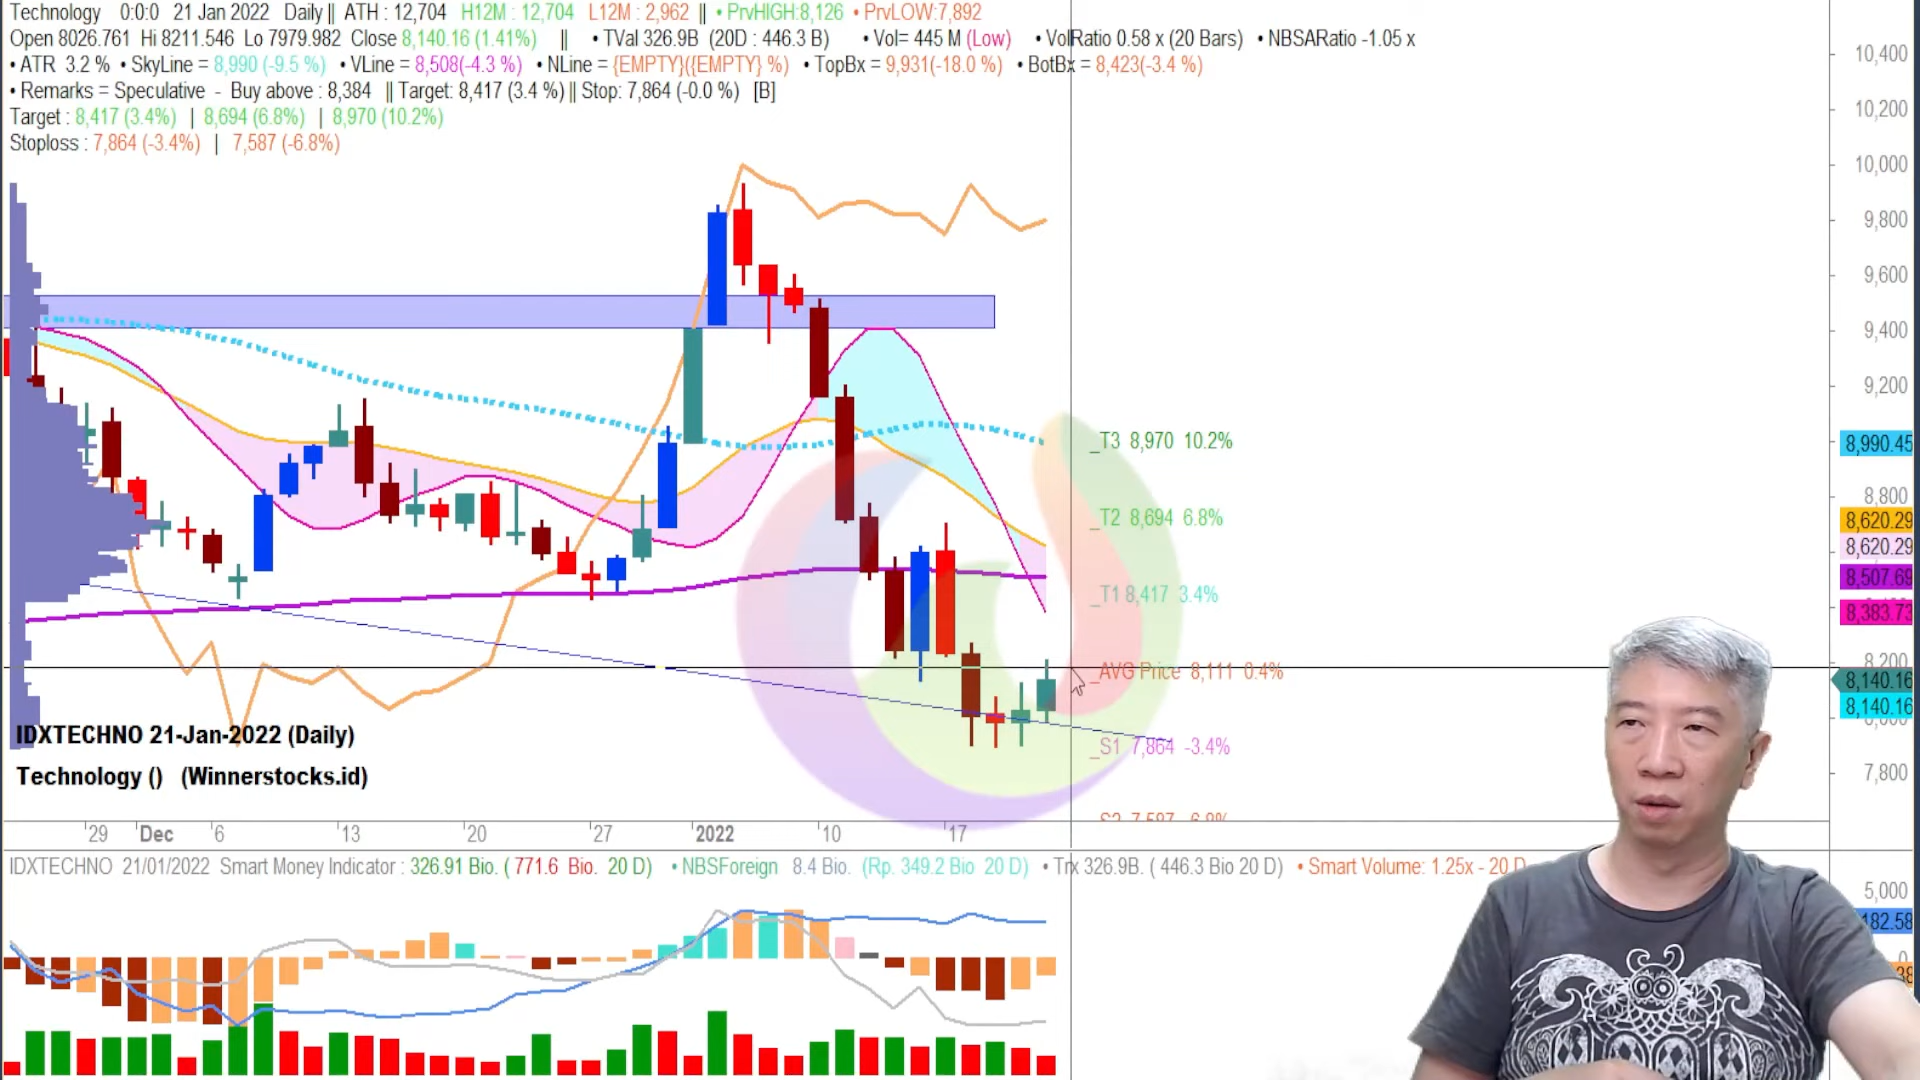 Technology 0:0:0 21 Jan 2022 Daily || ATH : 12,704 H12M : 12,704 L12M : 2,962 || • PrvHIGH:8,126 • PrvLOW:7,892
Open 8026.761 Hi 8211.546 Lo 7979.982 Close 8,140.16 (1.41%) || • TVal 326.9B (20D : 446.3 B) • Vol= 445 M (Low) • VolRatio 0.58 x (20 Bars) • NBSARatio -1.05 x
• ATR 3.2 % • SkyLine = 8,990 (-9.5 %) • VLine = 8,508(-4.3 %) • NLine = {EMPTY}({EMPTY} %) • TopBx = 9,931(-18.0 %) • BotBx = 8,423(-3.4 %)
• Remarks = Speculative - Buy above : 8,384 || Target: 8,417 (3.4 %) || Stop: 7,864 (-0.0 %) [B]
Target : 8,417 (3.4%) | 8,694 (6.8%) | 8,970 (10.2%)
Stoploss : 7,864 (-3.4%) | 7,587 (-6.8%)
10,400
10,200
10,000
9,800
9,600
9,400
9,200
8,990.45
8,800
8,620.29
8,620.29
8,507.69
8,383.73
8,200
8,140.16
8,140.16
7,800
_T3 8,970 10.2%
_T2 8,694 6.8%
_T1 8,417 3.4%
_AVG Price 8,111 0.4%
_S1 7,864 -3.4%
S2 7,587 -6.8%
IDXTECHNO 21-Jan-2022 (Daily)
Technology () (Winnerstocks.id)
29 Dec 6 13 20 27 2022 10 17
IDXTECHNO 21/01/2022 Smart Money Indicator : 326.91 Bio. ( 771.6 Bio. 20 D) • NBSForeign 8.4 Bio. (Rp. 349.2 Bio 20 D) • Trx 326.9B. ( 446.3 Bio 20 D) • Smart Volume: 1.25x - 20 D
5,000
182.58